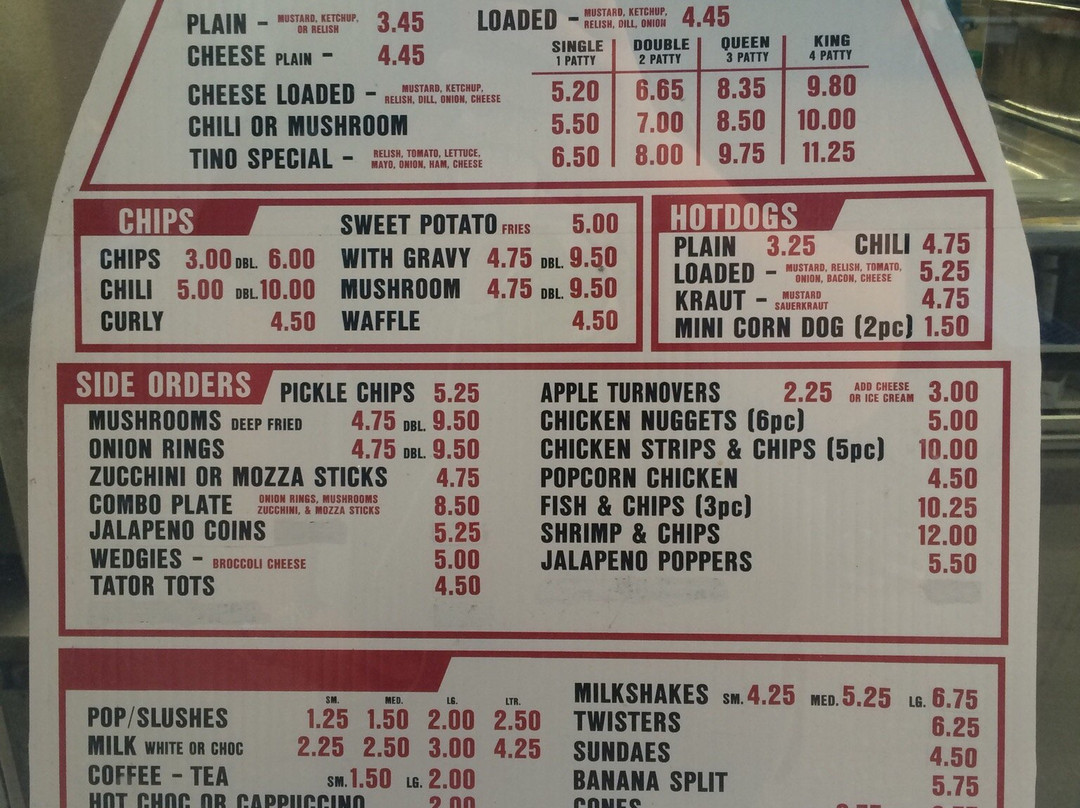 PLAIN - MUSTARD, KETCHUP, OR RELISH 3.45 LOADED - MUSTARD, KETCHUP, RELISH, DILL, ONION 4.45
CHEESE PLAIN - 4.45
SINGLE 1 PATTY DOUBLE 2 PATTY QUEEN 3 PATTY KING 4 PATTY
CHEESE LOADED - MUSTARD, KETCHUP, RELISH, DILL, ONION, CHEESE 5.20 6.65 8.35 9.80
CHILI OR MUSHROOM 5.50 7.00 8.50 10.00
TINO SPECIAL - RELISH, TOMATO, LETTUCE, MAYO, ONION, HAM, CHEESE 6.50 8.00 9.75 11.25
CHIPS
CHIPS 3.00 DBL. 6.00
CHILI 5.00 DBL. 10.00
CURLY 4.50
SWEET POTATO FRIES 5.00
WITH GRAVY 4.75 DBL. 9.50
MUSHROOM 4.75 DBL. 9.50
WAFFLE 4.50
HOTDOGS
PLAIN 3.25 CHILI 4.75
LOADED - MUSTARD, RELISH, TOMATO, ONION, BACON, CHEESE 5.25
KRAUT - MUSTARD SAUERKRAUT 4.75
MINI CORN DOG (2pc) 1.50
SIDE ORDERS
PICKLE CHIPS 5.25
MUSHROOMS DEEP FRIED 4.75 DBL. 9.50
ONION RINGS 4.75 DBL. 9.50
ZUCCHINI OR MOZZA STICKS 4.75
COMBO PLATE ONION RINGS, MUSHROOMS ZUCCHINI, & MOZZA STICKS 8.50
JALAPENO COINS 5.25
WEDGIES - BROCCOLI CHEESE 5.00
TATOR TOTS 4.50
APPLE TURNOVERS 2.25 ADD CHEESE OR ICE CREAM 3.00
CHICKEN NUGGETS (6pc) 5.00
CHICKEN STRIPS & CHIPS (5pc) 10.00
POPCORN CHICKEN 4.50
FISH & CHIPS (3pc) 10.25
SHRIMP & CHIPS 12.00
JALAPENO POPPERS 5.50
SM. MED. LG. LTR.
POP/SLUSHES 1.25 1.50 2.00 2.50
MILK WHITE OR CHOC 2.25 2.50 3.00 4.25
COFFEE - TEA SM. 1.50 LG. 2.00
HOT CHOC OR CAPPUCCINO 2.00
MILKSHAKES SM. 4.25 MED. 5.25 LG. 6.75
TWISTERS 6.25
SUNDAES 4.50
BANANA SPLIT 5.75
CONES